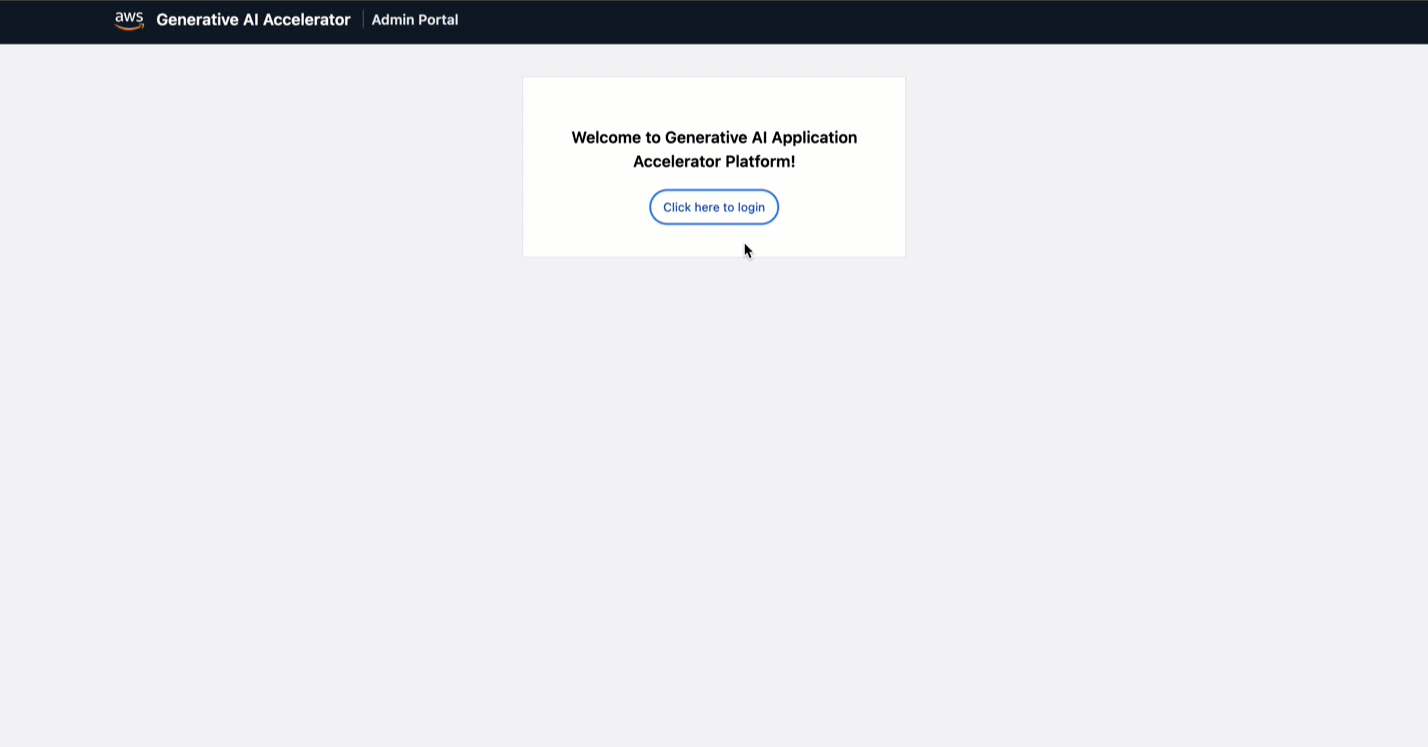 aws Generative AI Accelerator Admin Portal
Welcome to Generative AI Application
Accelerator Platform!
Click here to login